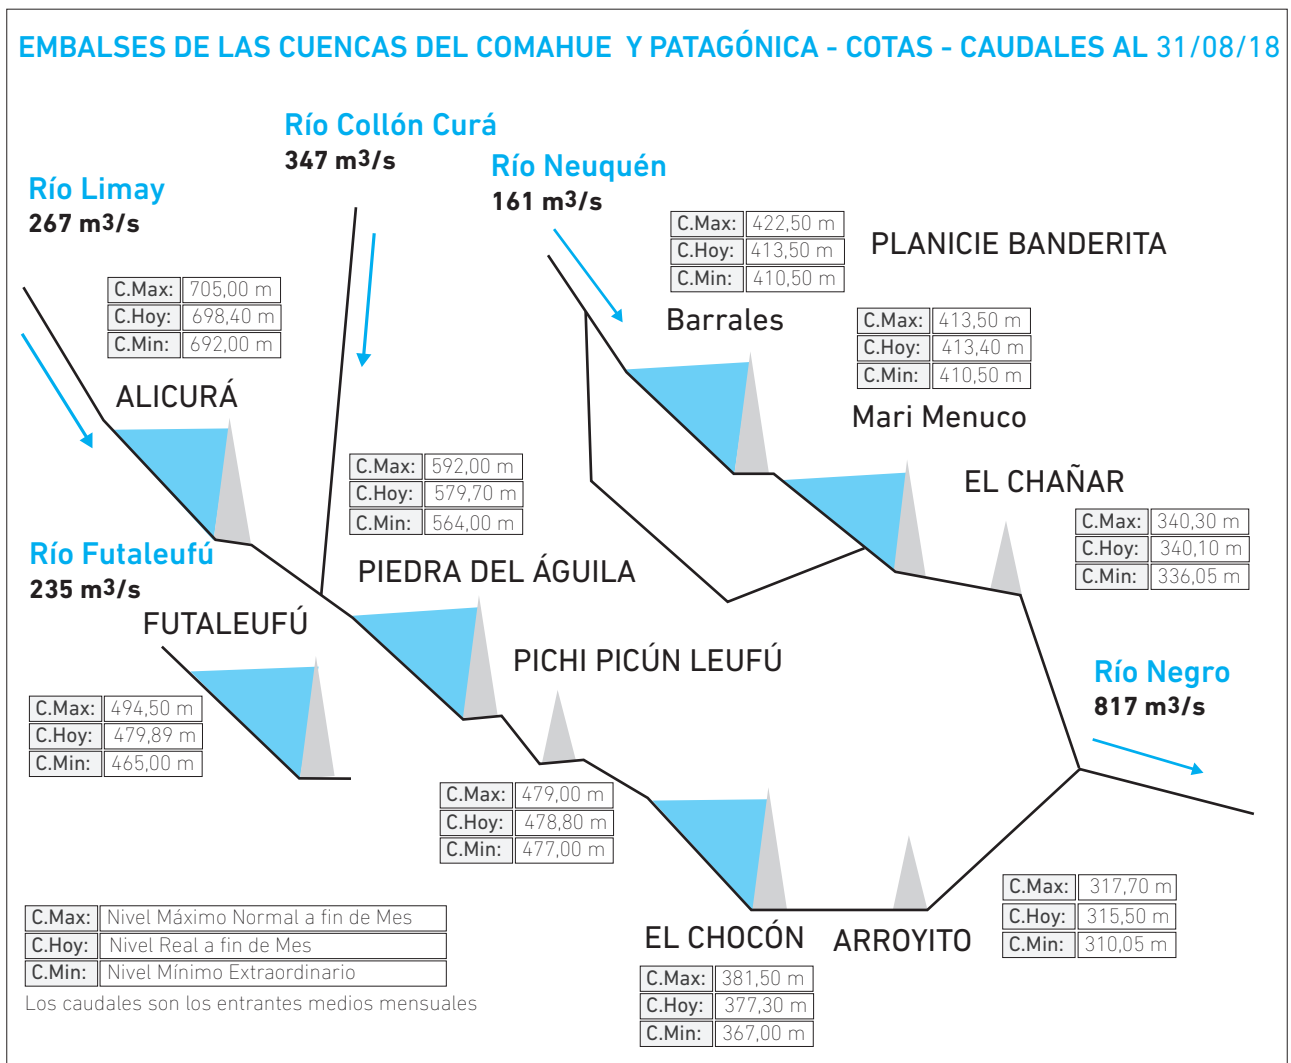 EMBALSES DE LAS CUENCAS DEL COMAHUE Y PATAGÓNICA - COTAS - CAUDALES AL 31/08/18
Río Collón Curá
347 m3/s
Río Neuquén
161 m3/s
Río Limay
267 m3/s
C.Max: 422,50 m
C.Hoy: 413,50 m
C.Min: 410,50 m
PLANICIE BANDERITA
Barrales
C.Max: 705,00 m
C.Hoy: 698,40 m
C.Min: 692,00 m
ALICURÁ
C.Max: 413,50 m
C.Hoy: 413,40 m
C.Min: 410,50 m
Mari Menuco
C.Max: 592,00 m
C.Hoy: 579,70 m
C.Min: 564,00 m
PIEDRA DEL ÁGUILA
EL CHAÑAR
C.Max: 340,30 m
C.Hoy: 340,10 m
C.Min: 336,05 m
Río Futaleufú
235 m3/s
FUTALEUFÚ
C.Max: 494,50 m
C.Hoy: 479,89 m
C.Min: 465,00 m
PICHI PICÚN LEUFÚ
C.Max: 479,00 m
C.Hoy: 478,80 m
C.Min: 477,00 m
Río Negro
817 m3/s
C.Max: 317,70 m
C.Hoy: 315,50 m
C.Min: 310,05 m
EL CHOCÓN
ARROYITO
C.Max: 381,50 m
C.Hoy: 377,30 m
C.Min: 367,00 m
C.Max: Nivel Máximo Normal a fin de Mes
C.Hoy: Nivel Real a fin de Mes
C.Min: Nivel Mínimo Extraordinario
Los caudales son los entrantes medios mensuales